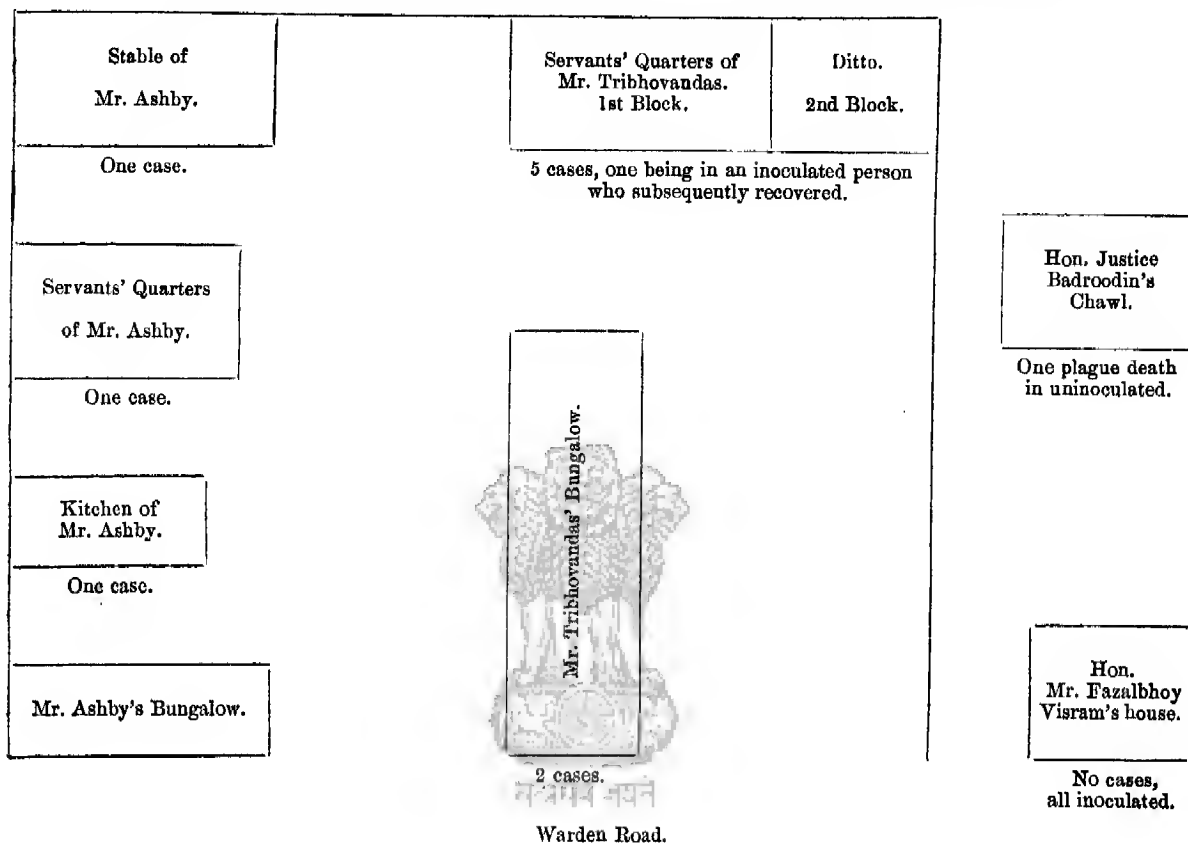 Stable of
Mr. Ashby.
One case.
Servants' Quarters of
Mr. Tribhovandas.
1st Block.
Ditto.
2nd Block.
5 cases, one being in an inoculated person
who subsequently recovered.
Servants' Quarters
of Mr. Ashby.
One case.
Hon. Justice
Badroodin's
Chawl.
One plague death
in uninoculated.
Kitchen of
Mr. Ashby.
One case.
Mr. Tribhovandas' Bungalow.
2 cases.
Mr. Ashby's Bungalow.
Hon.
Mr. Fazalbhoy
Visram's house.
No cases,
all inoculated.
सत्यमेव जयते
Warden Road.